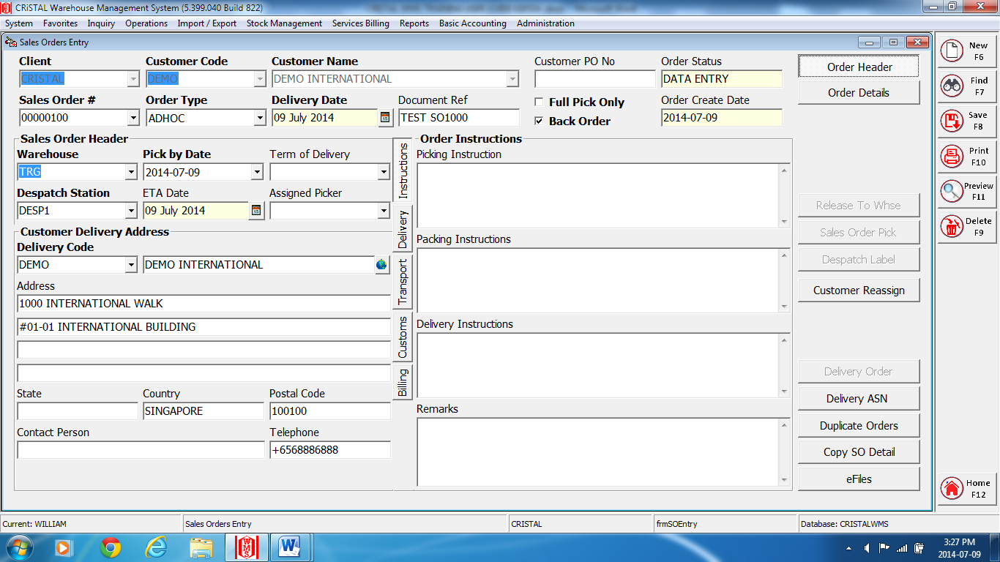 CRiSTAL Warehouse Management System (5.399.040 Build 822)
System Favorites Inquiry Operations Import / Export Stock Management Services Billing Reports Basic Accounting Administration
Sales Orders Entry
Client Customer Code Customer Name Customer PO No Order Status
CRISTAL DEMO DEMO INTERNATIONAL DATA ENTRY
Sales Order # Order Type Delivery Date Document Ref Full Pick Only Order Create Date
00000100 ADHOC 09 July 2014 15 TEST SO1000 Back Order 2014-07-09
Sales Order Header
Warehouse Pick by Date Term of Delivery
TRG 2014-07-09
Despatch Station ETA Date Assigned Picker
DESP1 09 July 2014 15
Customer Delivery Address
Delivery Code
DEMO DEMO INTERNATIONAL
Address
1000 INTERNATIONAL WALK
#01-01 INTERNATIONAL BUILDING
State Country Postal Code
SINGAPORE 100100
Contact Person Telephone
+6568886888
Instructions
Delivery
Transport
Customs
Billing
Order Instructions
Picking Instruction
Packing Instructions
Delivery Instructions
Remarks
Order Header
Order Details
Release To Whse
Sales Order Pick
Despatch Label
Customer Reassign
Delivery Order
Delivery ASN
Duplicate Orders
Copy SO Detail
eFiles
New
F6
Find
F7
Save
F8
Print
F10
Preview
F11
Delete
F9
Home
F12
Current: WILLIAM Sales Orders Entry CRISTAL frmSOEntry Database: CRISTALWMS
WMS
W
3:27 PM
2014-07-09